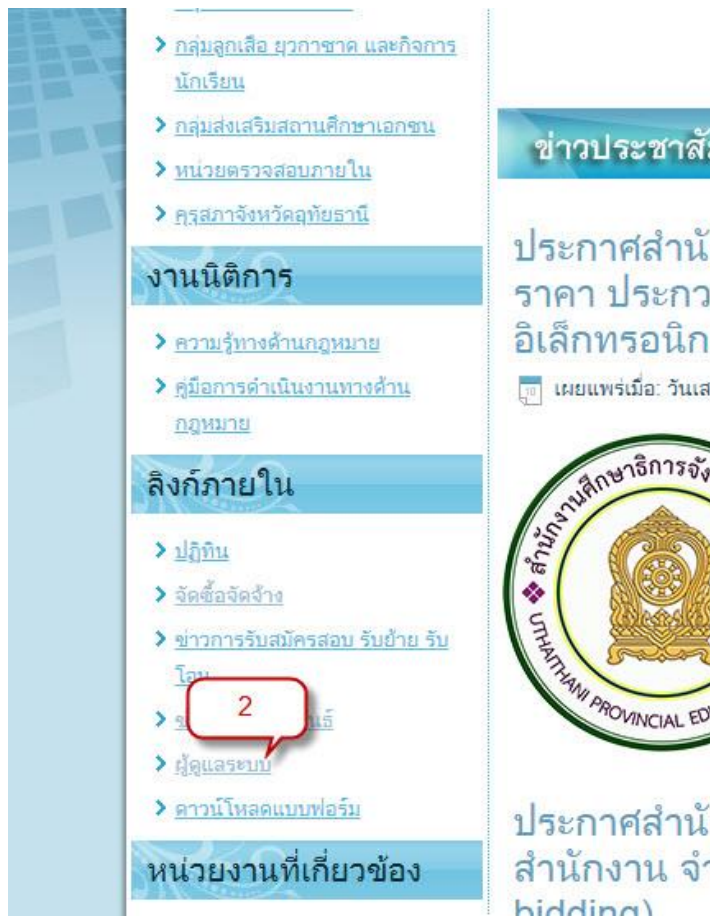 กลุ่มลูกเสือ ยุวกาชาด และกิจการ
นักเรียน
กลุ่มส่งเสริมสถานศึกษาเอกชน
หน่วยตรวจสอบภายใน
คุรุสภาจังหวัดอุทัยธานี
งานนิติการ
ความรู้ทางด้านกฎหมาย
คู่มือการดำเนินงานทางด้าน
กฎหมาย
ลิงก์ภายใน
ปฏิทิน
จัดซื้อจัดจ้าง
ข่าวการรับสมัครสอบ รับย้าย รับ
โอน
2
ผู้ดูแลระบบ
ดาวน์โหลดแบบฟอร์ม
หน่วยงานที่เกี่ยวข้อง
ข่าวประชาสั
ประกาศสำนั
ราคา ประกว
อิเล็กทรอนิก
เผยแพร่เมื่อ: วันเส
สำนักงานศึกษาธิการจัง
UTHAITHANI PROVINCIAL ED
ประกาศสำนั
สำนักงาน จำ
bidding)